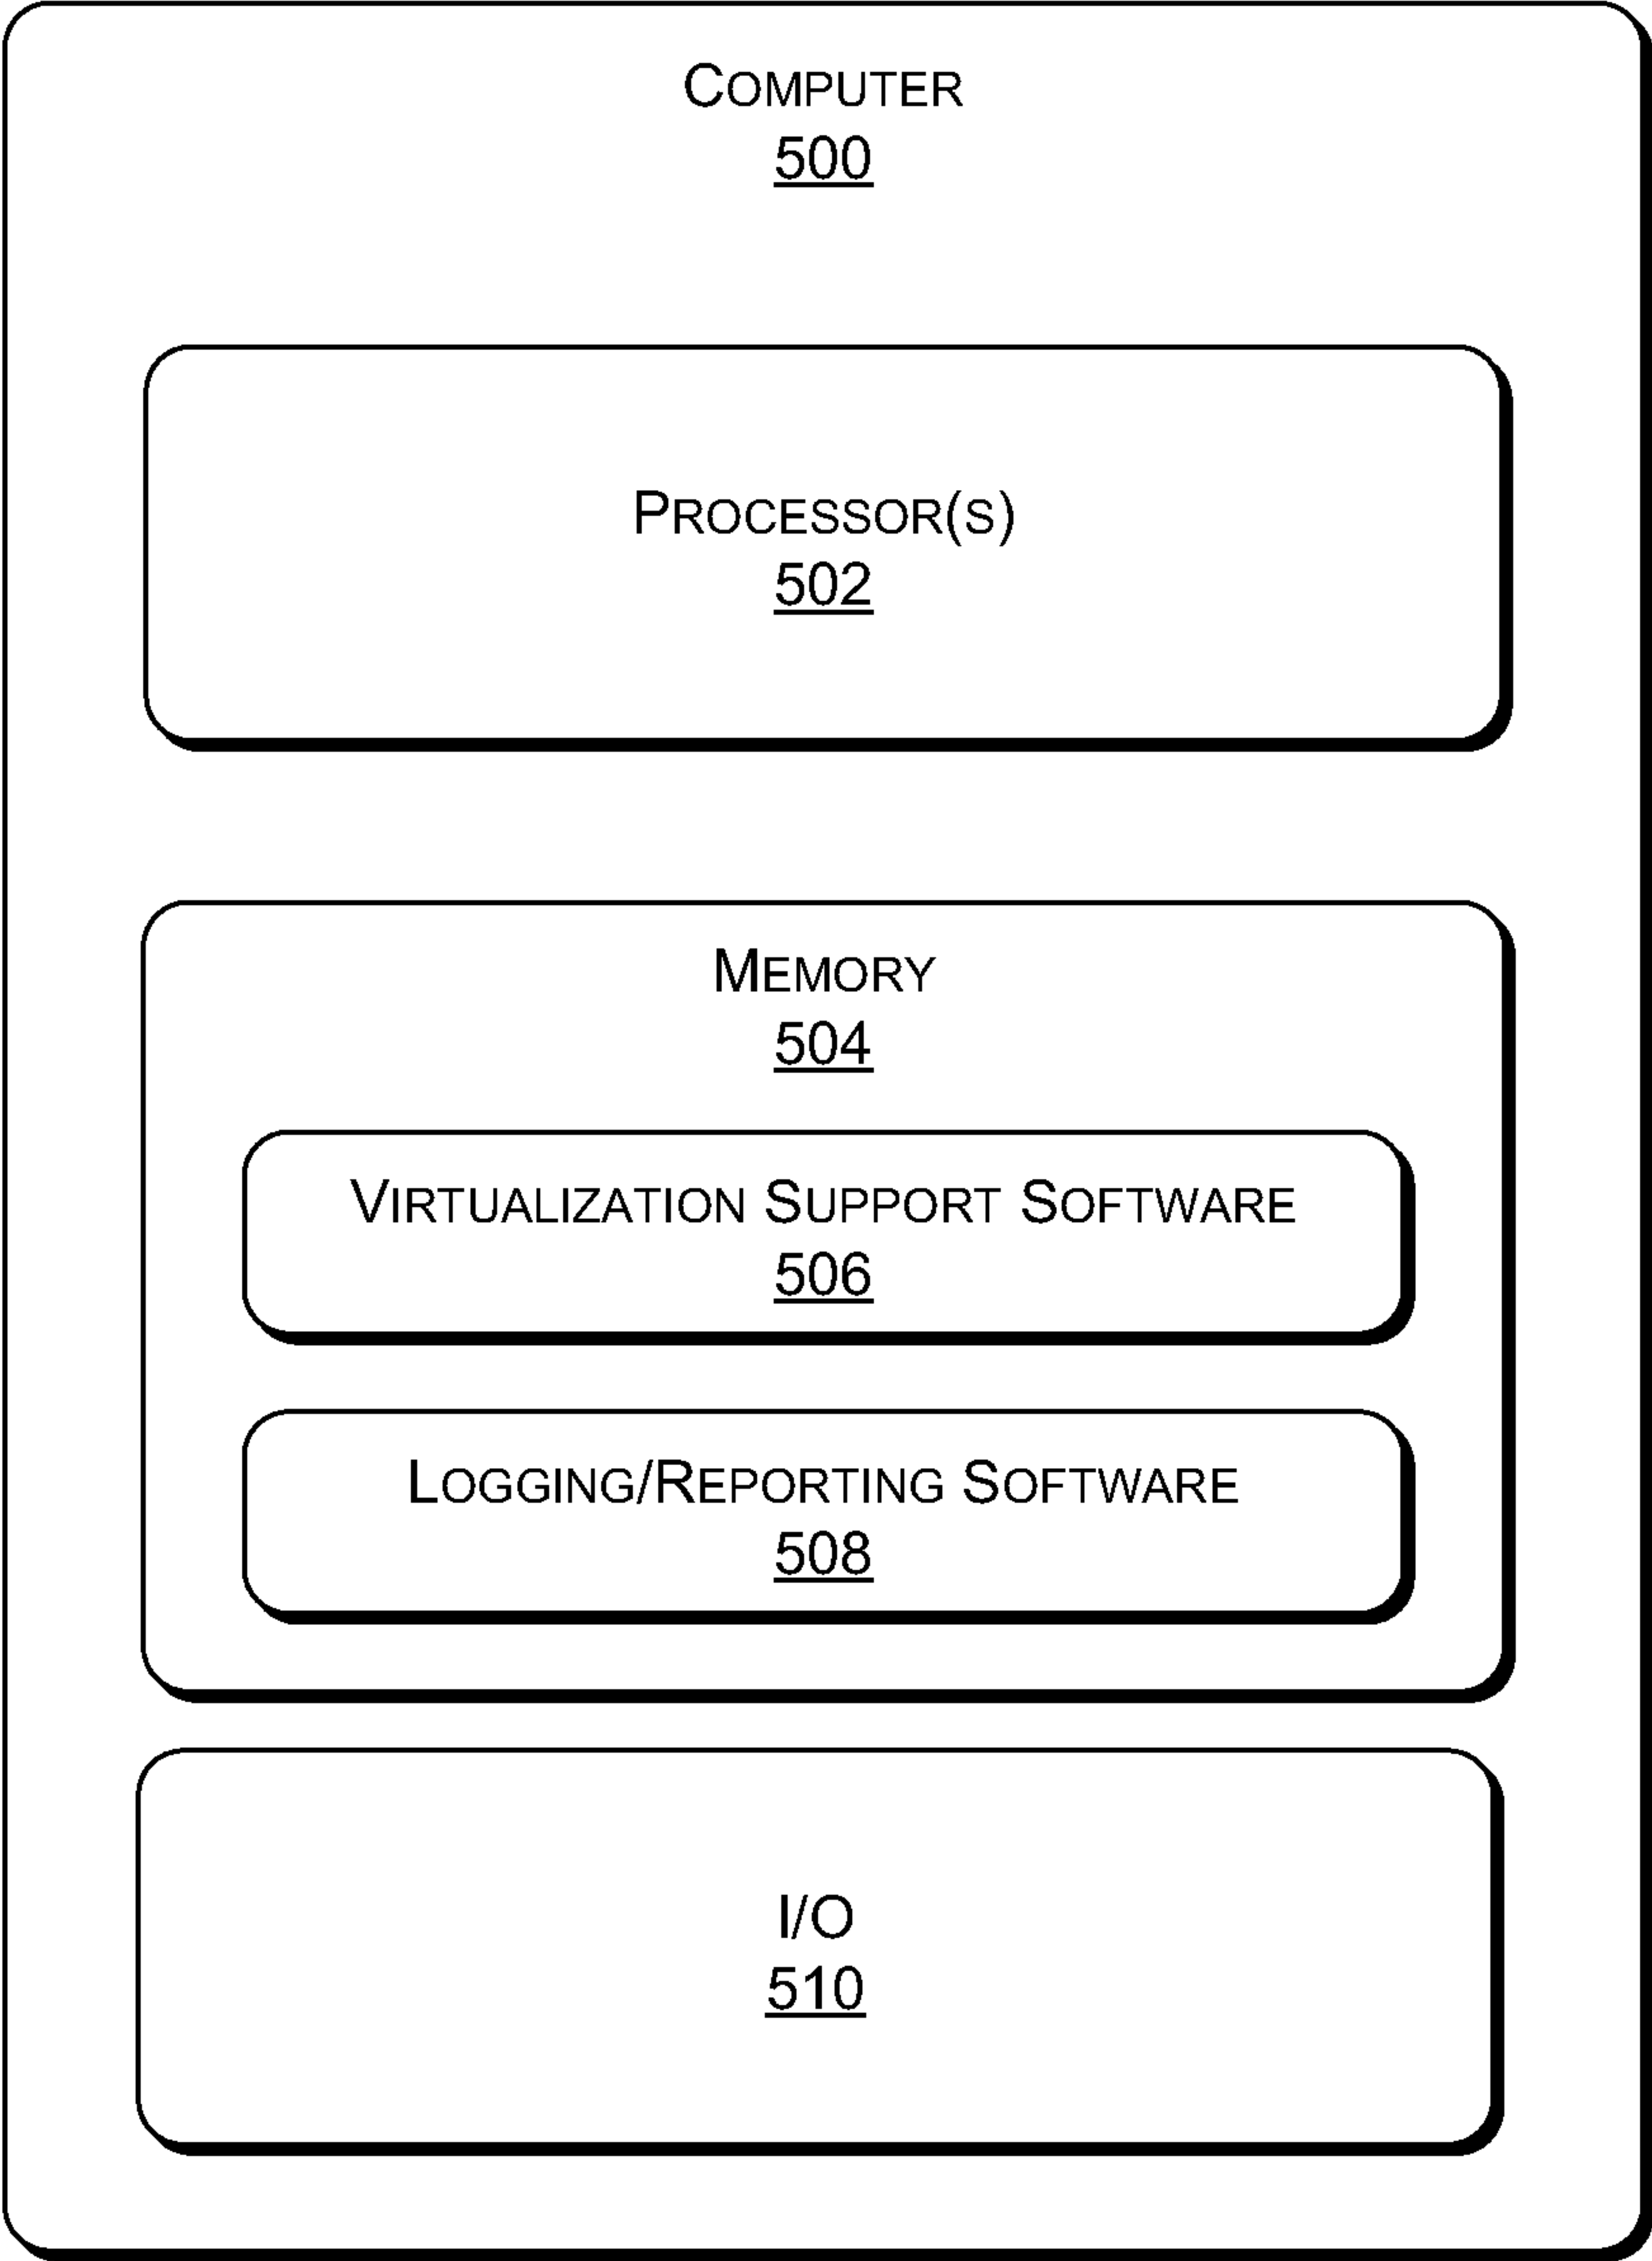 Computer
500
Processor(s)
502
Memory
504
Virtualization Support Software
506
Logging/Reporting Software
508
I/O
510